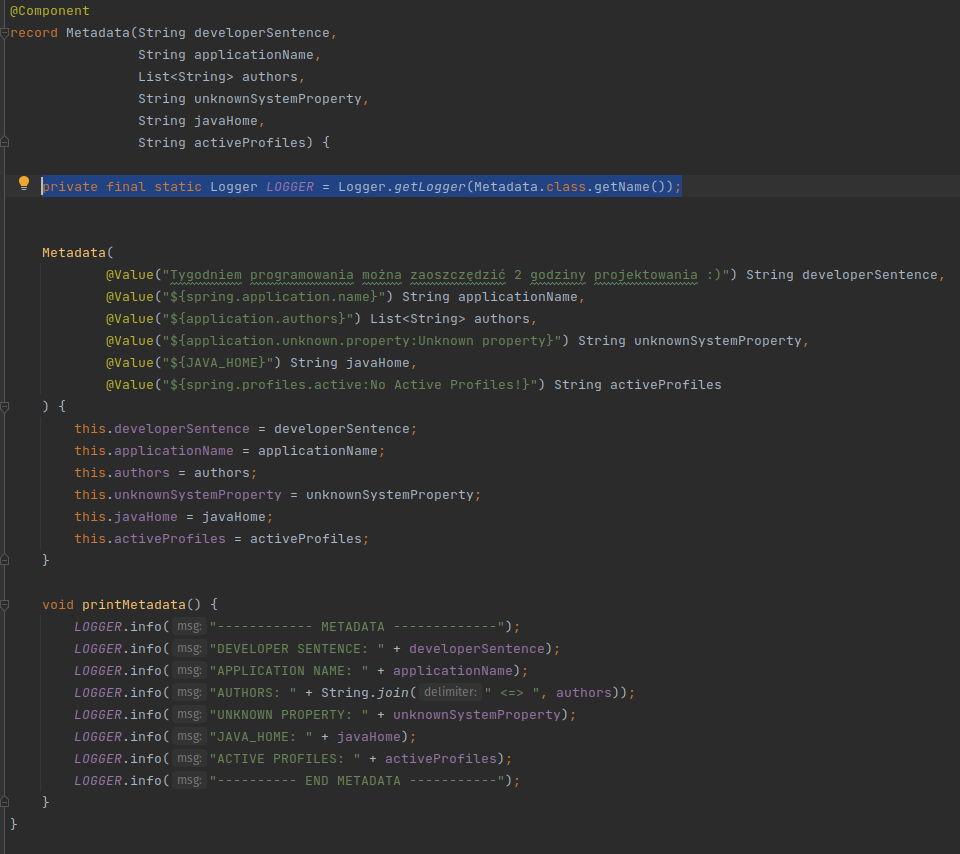 @Component
record Metadata(String developerSentence,
                String applicationName,
                List<String> authors,
                String unknownSystemProperty,
                String javaHome,
                String activeProfiles) {
    private final static Logger LOGGER = Logger.getLogger(Metadata.class.getName());
    Metadata(
            @Value("Tygodniem programowania można zaoszczędzić 2 godziny projektowania :)") String developerSentence,
            @Value("${spring.application.name}") String applicationName,
            @Value("${application.authors}") List<String> authors,
            @Value("${application.unknown.property:Unknown property}") String unknownSystemProperty,
            @Value("${JAVA_HOME}") String javaHome,
            @Value("${spring.profiles.active:No Active Profiles!}") String activeProfiles
    ) {
        this.developerSentence = developerSentence;
        this.applicationName = applicationName;
        this.authors = authors;
        this.unknownSystemProperty = unknownSystemProperty;
        this.javaHome = javaHome;
        this.activeProfiles = activeProfiles;
    }
    void printMetadata() {
        LOGGER.info( msg: "------------ METADATA -------------");
        LOGGER.info( msg: "DEVELOPER SENTENCE: " + developerSentence);
        LOGGER.info( msg: "APPLICATION NAME: " + applicationName);
        LOGGER.info( msg: "AUTHORS: " + String.join( delimiter: " <=> ", authors));
        LOGGER.info( msg: "UNKNOWN PROPERTY: " + unknownSystemProperty);
        LOGGER.info( msg: "JAVA_HOME: " + javaHome);
        LOGGER.info( msg: "ACTIVE PROFILES: " + activeProfiles);
        LOGGER.info( msg: "---------- END METADATA -----------");
    }
}